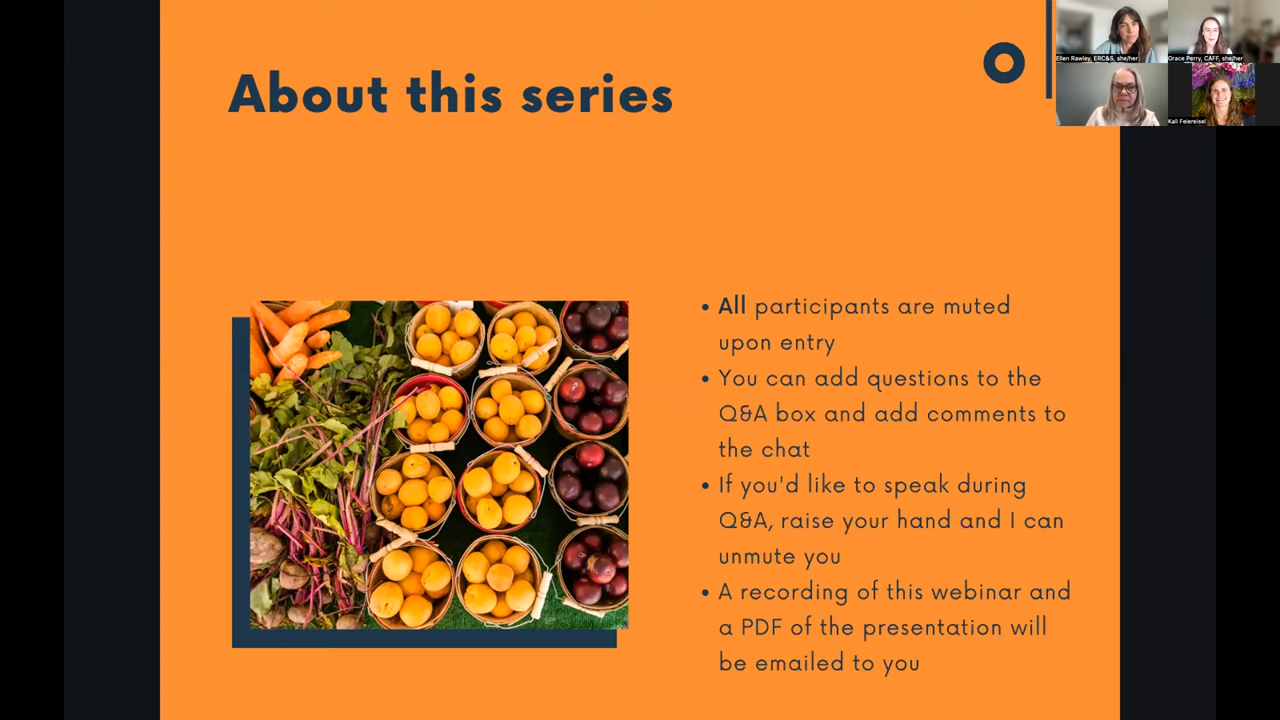 About this series
Ellen Rawley, ERC&S, she/her
Grace Perry, CAFF, she/her
Kali Feiereisel
• All participants are muted
upon entry
• You can add questions to the
Q&A box and add comments to
the chat
• If you'd like to speak during
Q&A, raise your hand and I can
unmute you
• A recording of this webinar and
a PDF of the presentation will
be emailed to you